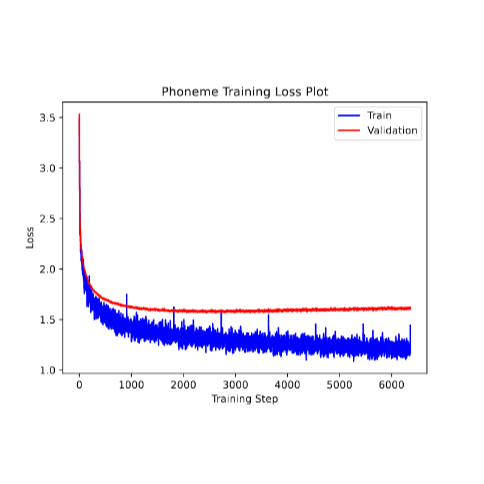 Phoneme Training Loss Plot
Train
Validation
3.5
3.0
2.5
2.0
1.5
1.0
Loss
0 1000 2000 3000 4000 5000 6000
Training Step